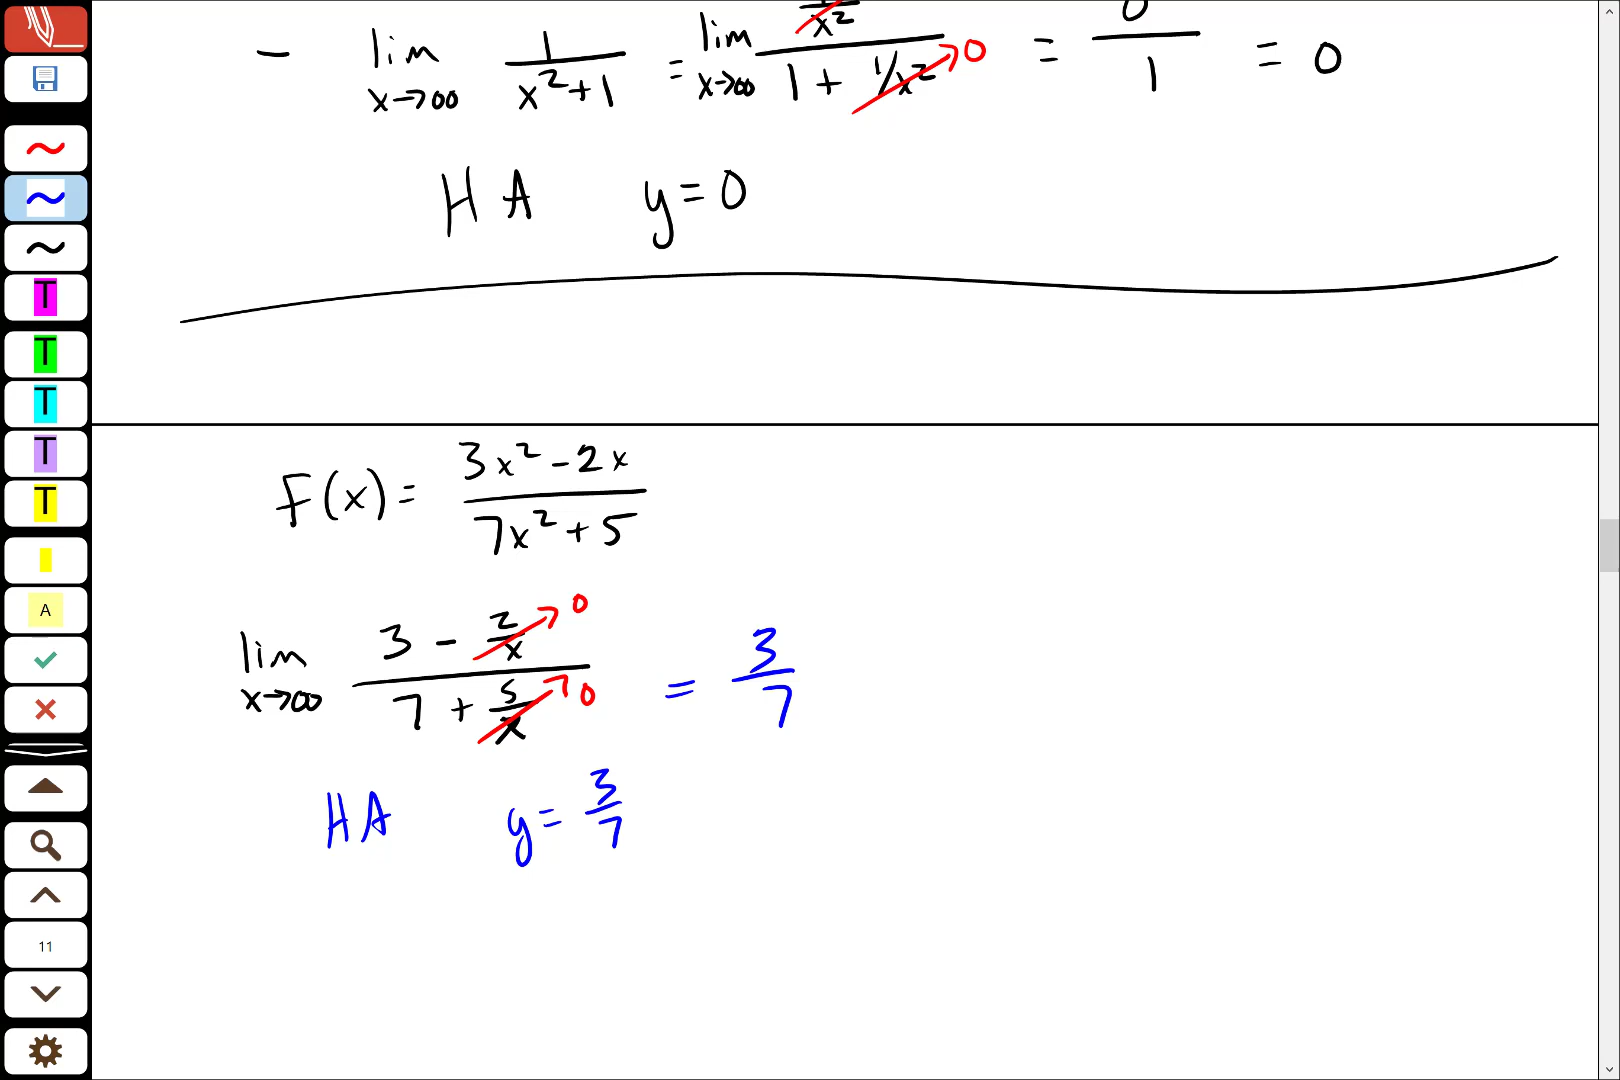 - lim x→∞ 1/(x²+1) = lim x→∞ (1/x²)/(1 + 1/x² → 0) = 0/1 = 0
HA y=0
F(x) = (3x² - 2x)/(7x² + 5)
lim x→∞ (3 - 2/x → 0)/(7 + 5/x → 0) = 3/7
HA y = 3/7
T
T
T
T
T
A
11